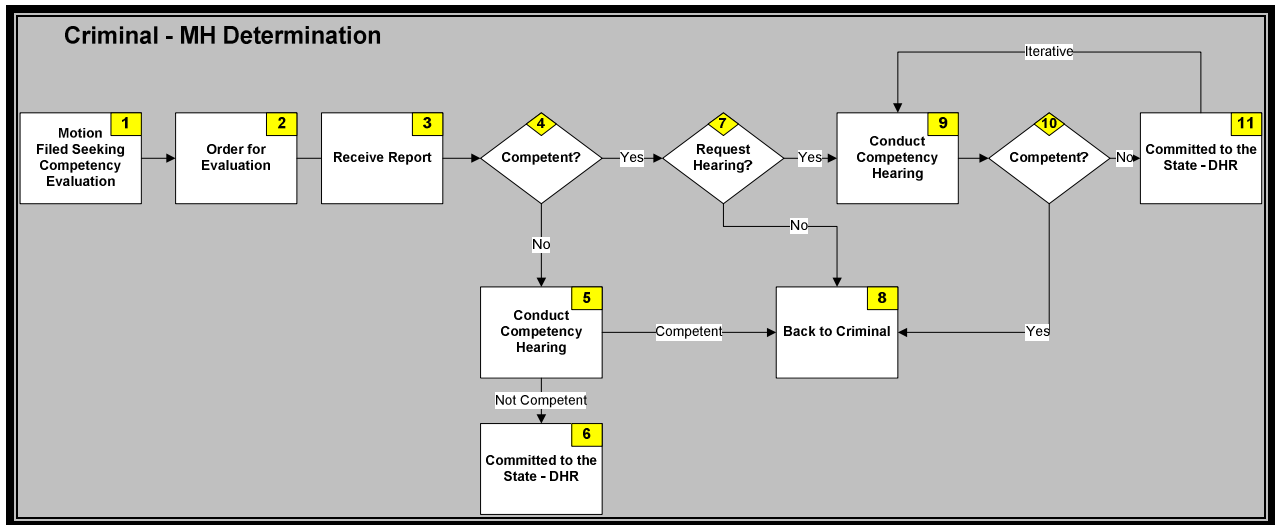 Criminal - MH Determination
Iterative
1
Motion
Filed Seeking
Competency
Evaluation
2
Order for
Evaluation
3
Receive Report
4
Competent?
Yes
7
Request
Hearing?
Yes
9
Conduct
Competency
Hearing
10
Competent?
No
11
Committed to the
State - DHR
No
No
Yes
5
Conduct
Competency
Hearing
Competent
8
Back to Criminal
Not Competent
6
Committed to the
State - DHR